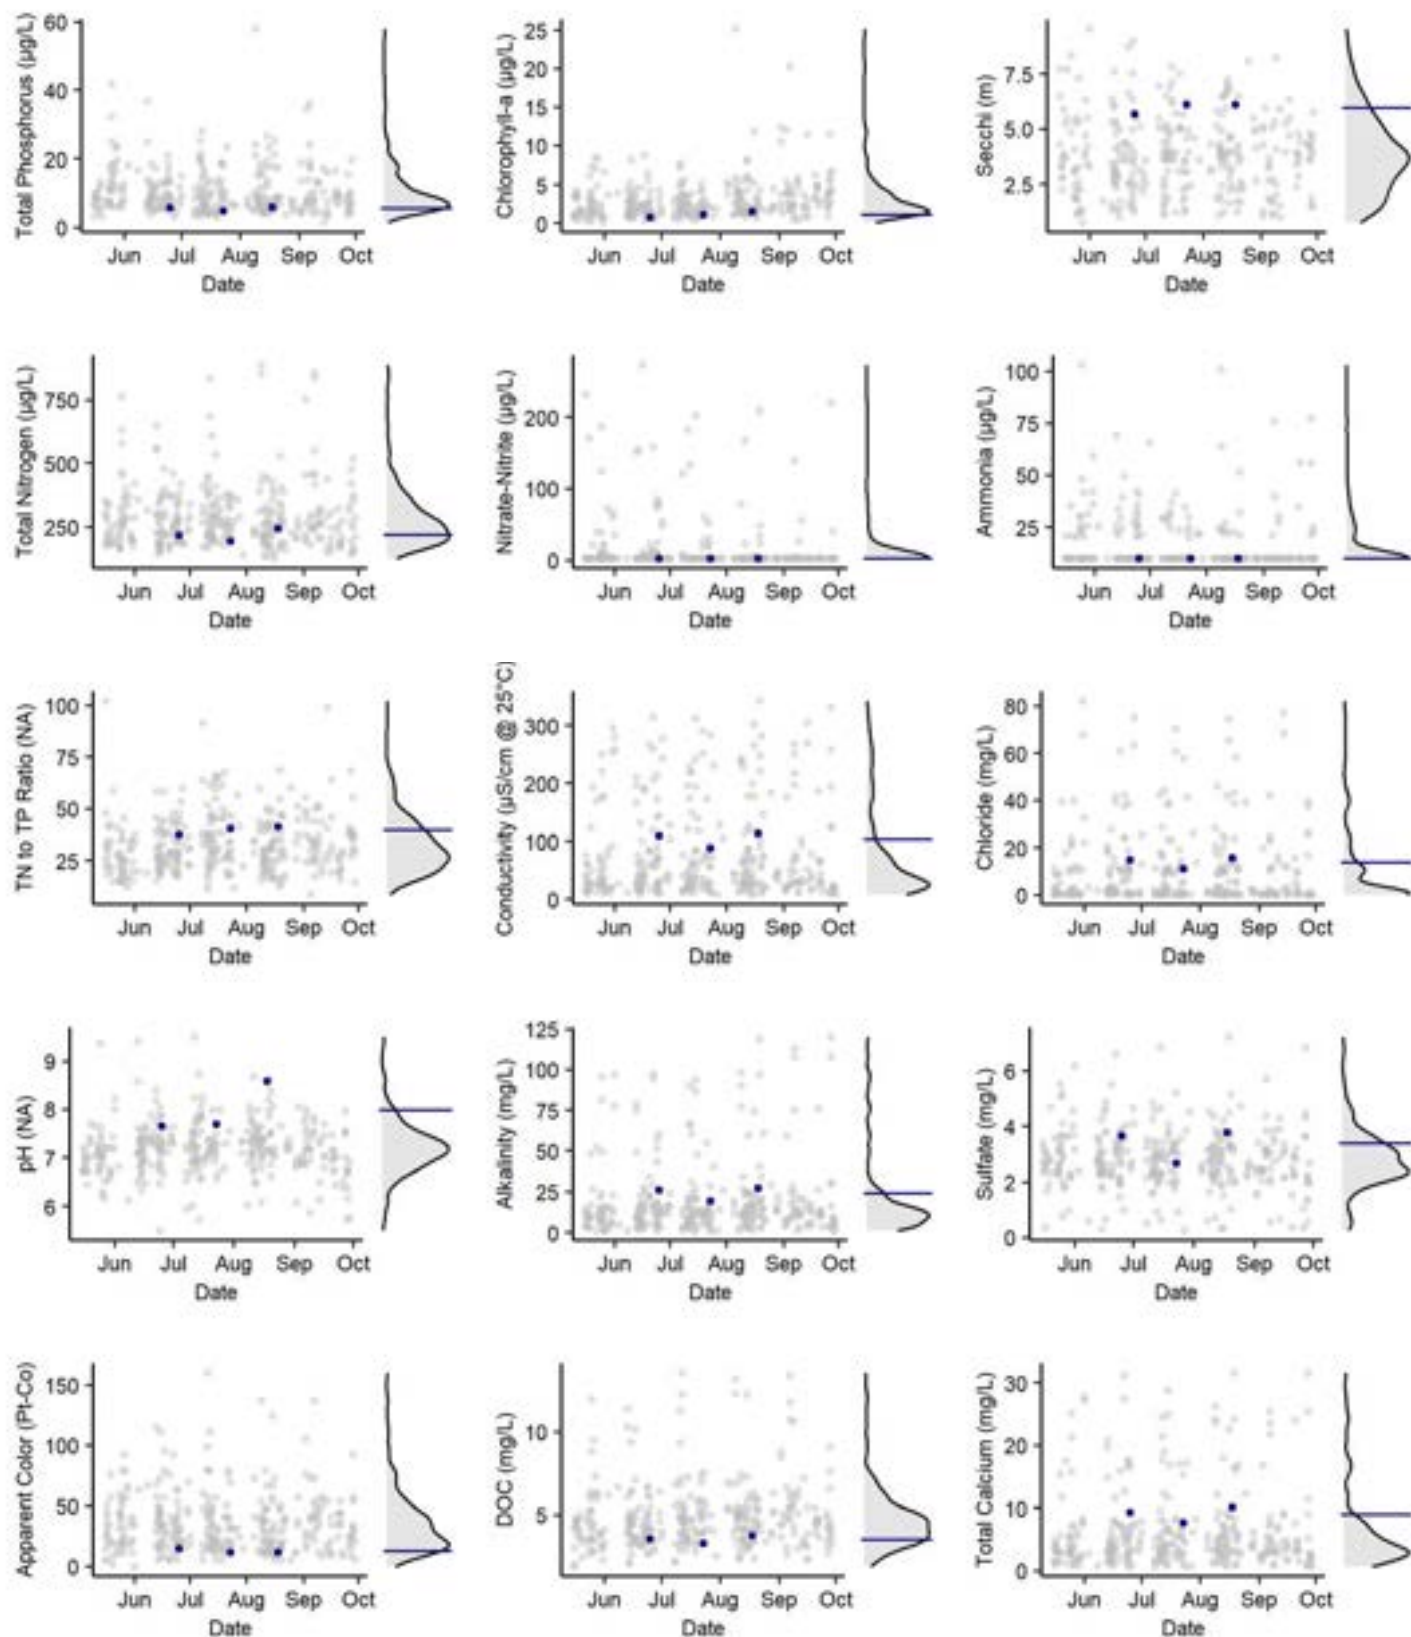 Total Phosphorus (µg/L)
60
40
20
0
Jun Jul Aug Sep Oct
Date
Chlorophyll-a (µg/L)
25
20
15
10
5
0
Jun Jul Aug Sep Oct
Date
Secchi (m)
7.5
5.0
2.5
Jun Jul Aug Sep Oct
Date
Total Nitrogen (µg/L)
750
500
250
Jun Jul Aug Sep Oct
Date
Nitrate-Nitrite (µg/L)
200
100
0
Jun Jul Aug Sep Oct
Date
Ammonia (µg/L)
100
75
50
25
Jun Jul Aug Sep Oct
Date
TN to TP Ratio (NA)
100
75
50
25
Jun Jul Aug Sep Oct
Date
Conductivity (µS/cm @ 25°C)
300
200
100
0
Jun Jul Aug Sep Oct
Date
Chloride (mg/L)
80
60
40
20
0
Jun Jul Aug Sep Oct
Date
pH (NA)
9
8
7
6
Jun Jul Aug Sep Oct
Date
Alkalinity (mg/L)
125
100
75
50
25
0
Jun Jul Aug Sep Oct
Date
Sulfate (mg/L)
6
4
2
0
Jun Jul Aug Sep Oct
Date
Apparent Color (Pt-Co)
150
100
50
0
Jun Jul Aug Sep Oct
Date
DOC (mg/L)
10
5
Jun Jul Aug Sep Oct
Date
Total Calcium (mg/L)
30
20
10
0
Jun Jul Aug Sep Oct
Date